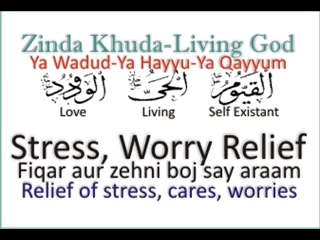 Zinda Khuda-Living God
Ya Wadud-Ya Hayyu-Ya Qayyum
الْوَدُودُ الْحَيُّ الْقَيُّومُ
Love Living Self Existant
Stress, Worry Relief
Fiqar aur zehni boj say araam
Relief of stress, cares, worries